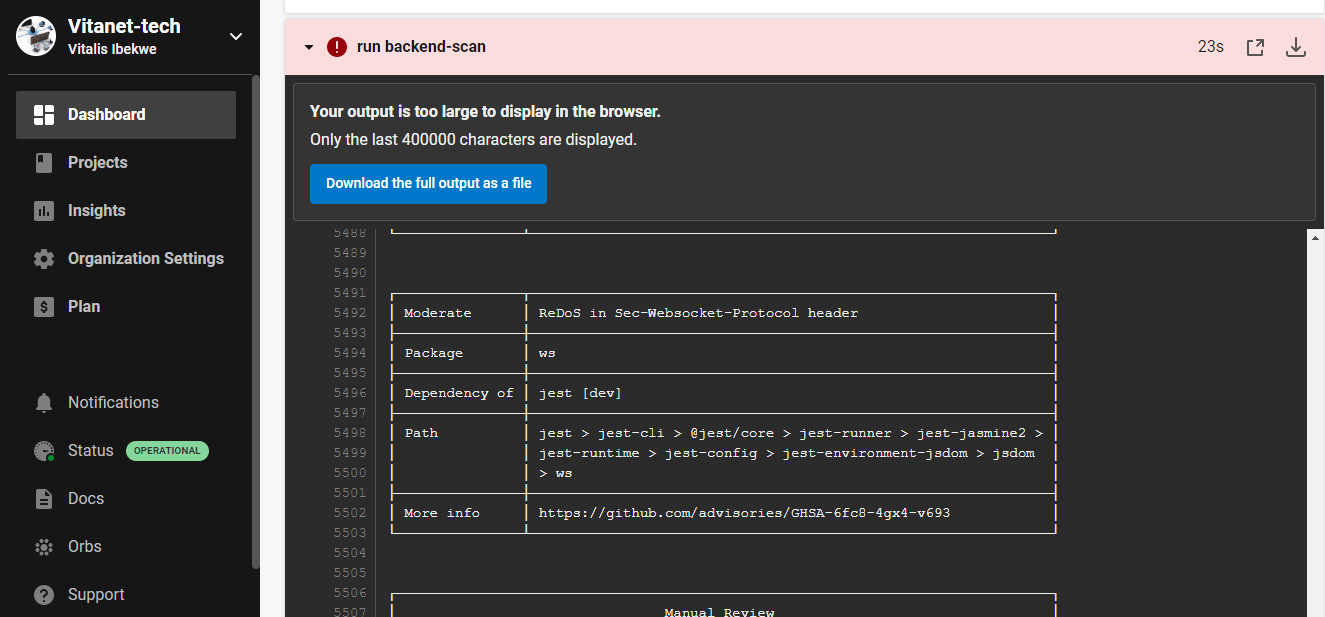 Vitanet-tech
Vitalis Ibekwe
Dashboard
Projects
Insights
Organization Settings
Plan
Notifications
Status OPERATIONAL
Docs
Orbs
Support
run backend-scan 23s
Your output is too large to display in the browser.
Only the last 400000 characters are displayed.
Download the full output as a file
5488
5489
5490
5491
5492 Moderate ReDoS in Sec-Websocket-Protocol header
5493
5494 Package ws
5495
5496 Dependency of jest [dev]
5497
5498 Path jest > jest-cli > @jest/core > jest-runner > jest-jasmine2 >
5499 jest-runtime > jest-config > jest-environment-jsdom > jsdom
5500 > ws
5501
5502 More info https://github.com/advisories/GHSA-6fc8-4gx4-v693
5503
5504
5505
5506
5507 Manual Review